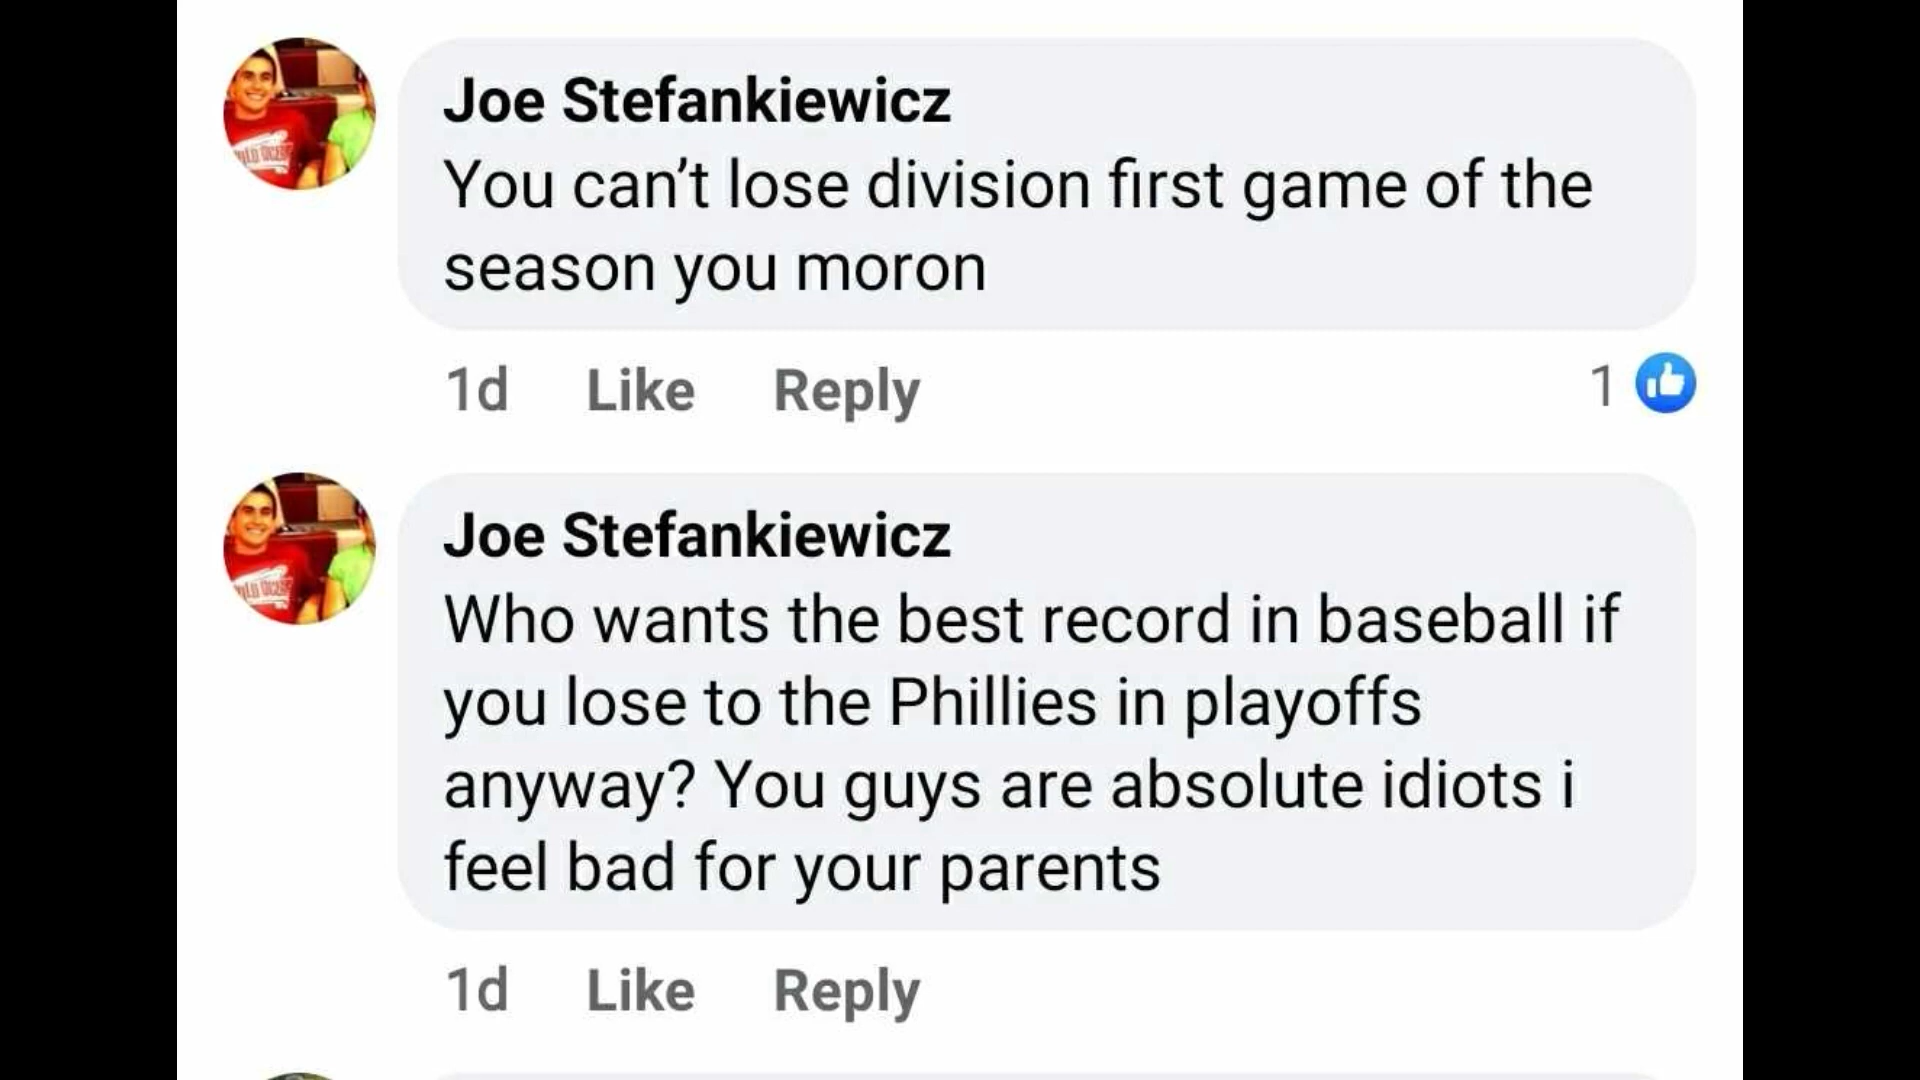 Joe Stefankiewicz
You can't lose division first game of the
season you moron
1d Like Reply 1
Joe Stefankiewicz
Who wants the best record in baseball if
you lose to the Phillies in playoffs
anyway? You guys are absolute idiots i
feel bad for your parents
1d Like Reply